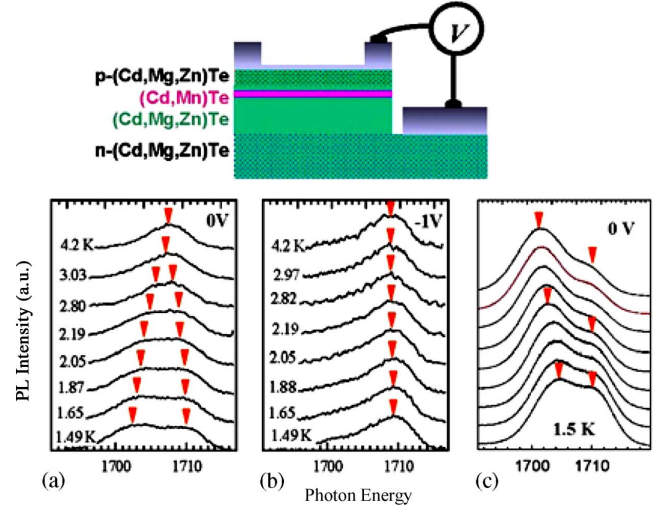 V
p-(Cd,Mg,Zn)Te
(Cd,Mn)Te
(Cd,Mg,Zn)Te
n-(Cd,Mg,Zn)Te
PL Intensity (a.u.)
0V
4.2 K
3.03
2.80
2.19
2.05
1.87
1.65
1.49 K
1700 1710
(a)
-1V
4.2 K
2.97
2.82
2.19
2.05
1.88
1.65
1.49K
1700 1710
(b)
0 V
1.5 K
1700 1710
(c)
Photon Energy